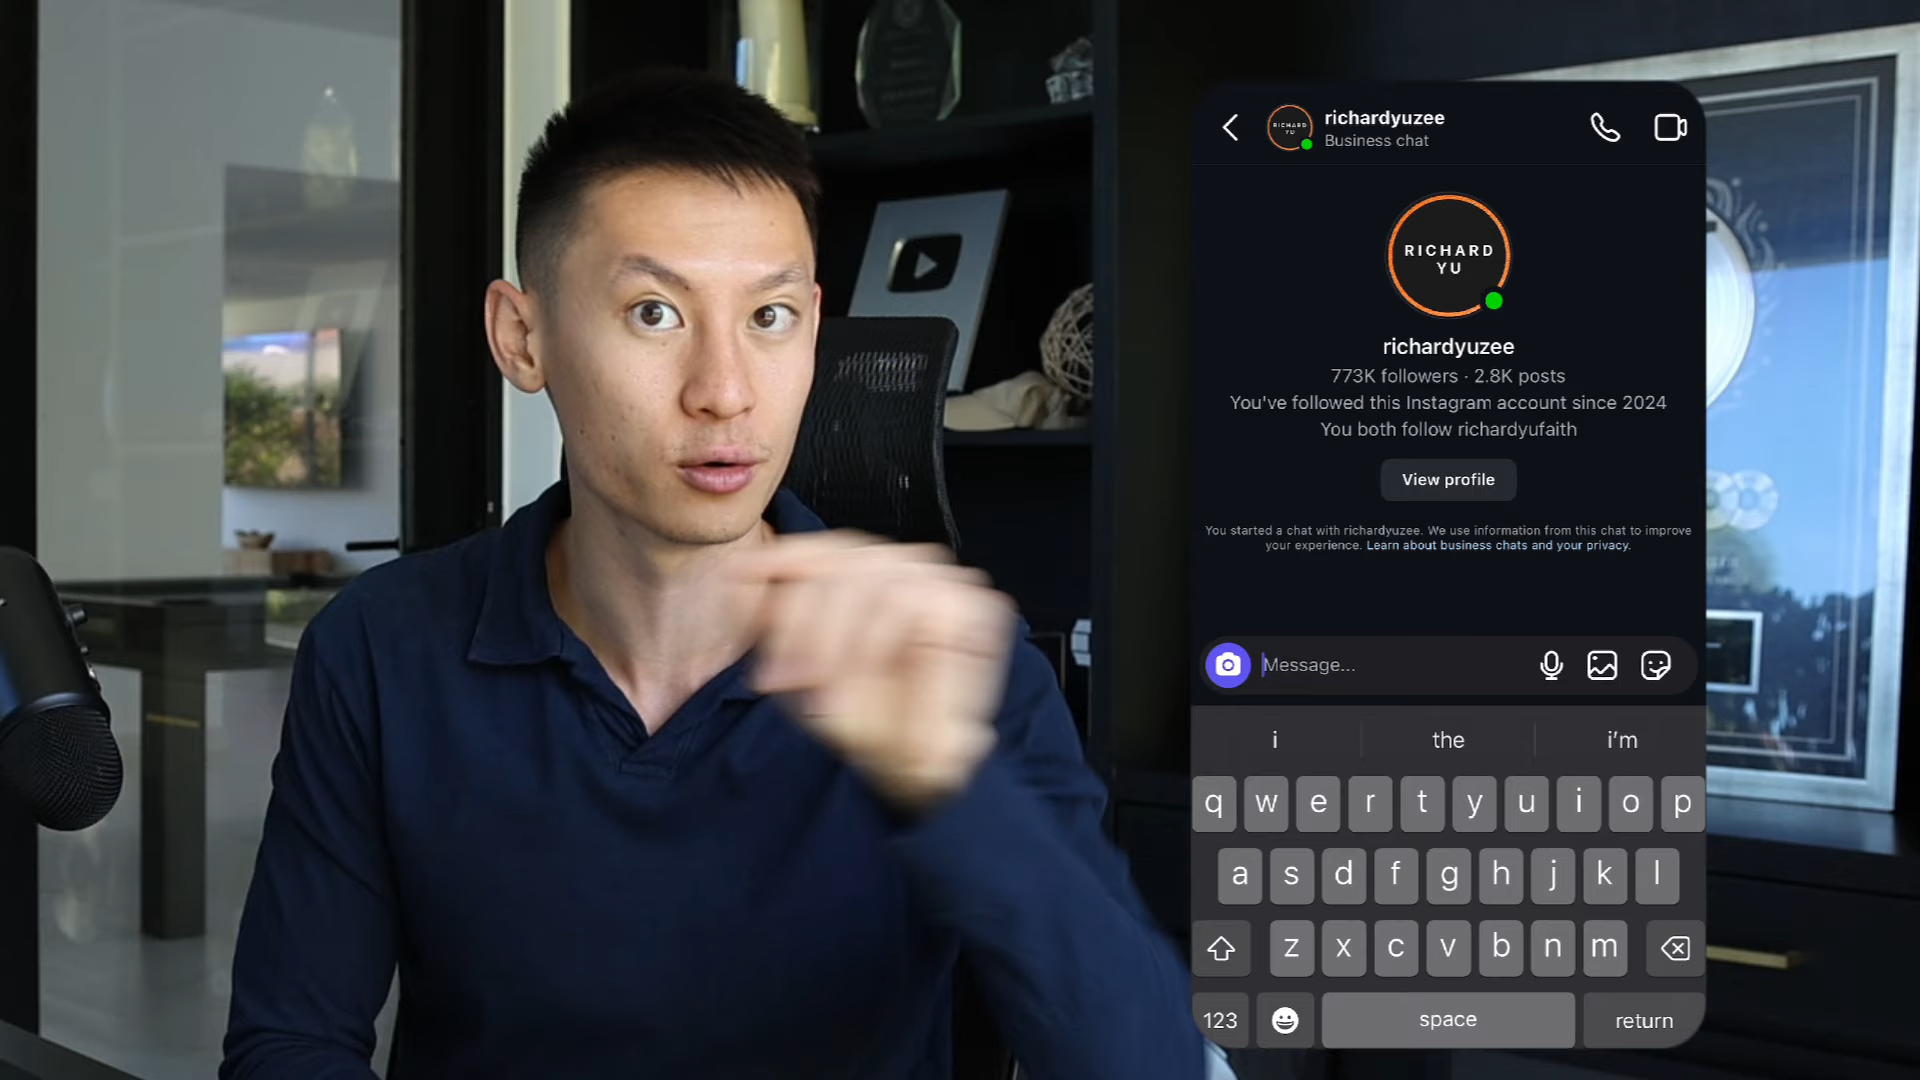 richardyuzee
Business chat
RICHARD
YU
RICHARD
YU
richardyuzee
773K followers · 2.8K posts
You've followed this Instagram account since 2024
You both follow richardyufaith
View profile
You started a chat with richardyuzee. We use information from this chat to improve
your experience. Learn about business chats and your privacy.
Message...
i the i'm
q w e r t y u i o p
a s d f g h j k l
z x c v b n m
123 space return